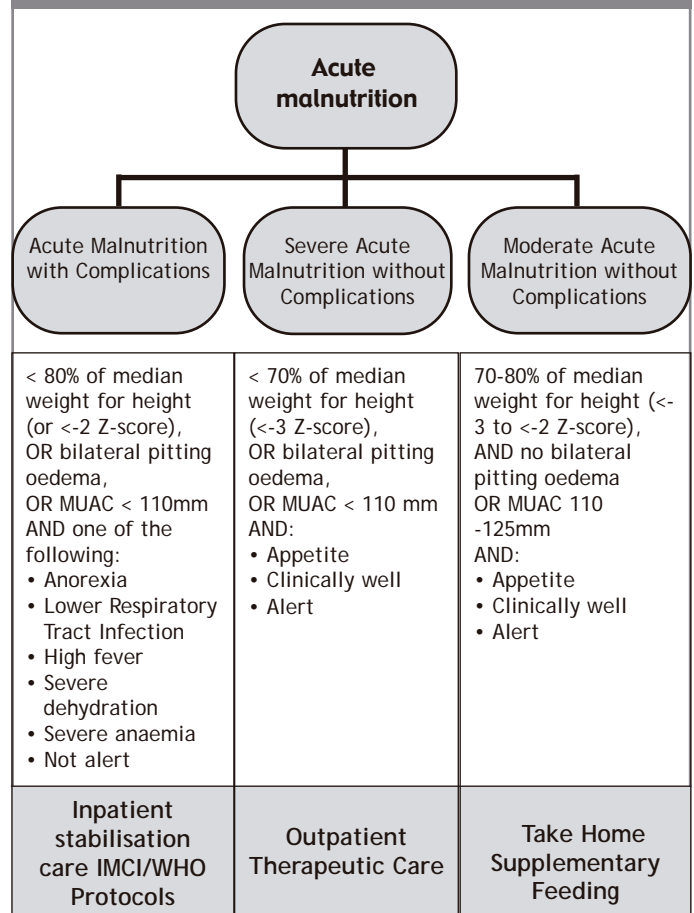 Acute
malnutrition
Acute Malnutrition
with Complications
Severe Acute
Malnutrition without
Complications
Moderate Acute
Malnutrition without
Complications
< 80% of median
weight for height
(or <-2 Z-score),
OR bilateral pitting
oedema,
OR MUAC < 110mm
AND one of the
following:
• Anorexia
• Lower Respiratory
Tract Infection
• High fever
• Severe
dehydration
• Severe anaemia
• Not alert
< 70% of median
weight for height
(<-3 Z-score),
OR bilateral pitting
oedema,
OR MUAC < 110 mm
AND:
• Appetite
• Clinically well
• Alert
70-80% of median
weight for height (<-
3 to <-2 Z-score),
AND no bilateral
pitting oedema
OR MUAC 110
-125mm
AND:
• Appetite
• Clinically well
• Alert
Inpatient
stabilisation
care IMCI/WHO
Protocols
Outpatient
Therapeutic Care
Take Home
Supplementary
Feeding